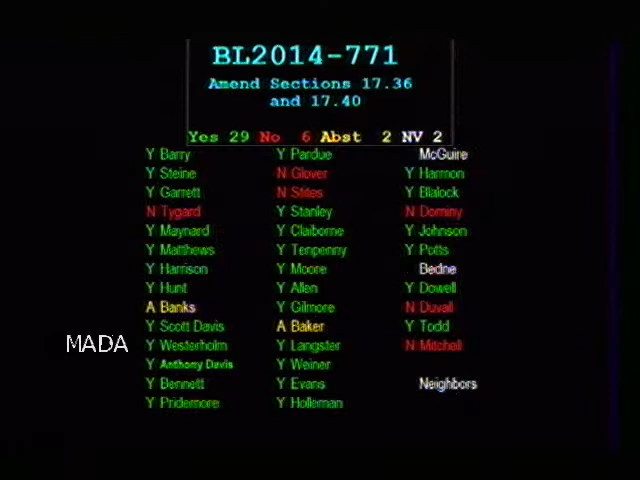 BL2014-771
Amend Sections 17.36
and 17.40
Yes 29 No 6 Abst 2 NV 2
Y Barry Y Pardue McGuire
Y Steine N Glover Y Harmon
Y Garrett N Stites Y Blalock
N Tygard Y Stanley N Dominy
Y Maynard Y Claiborne Y Johnson
Y Matthews Y Tenpenny Y Potts
Y Harrison Y Moore Bedne
Y Hunt Y Allen Y Dowell
A Banks Y Gilmore N Duvall
Y Scott Davis A Baker Y Todd
MADA Y Westerholm Y Langster N Mitchell
Y Anthony Davis Y Weiner
Y Bennett Y Evans Neighbors
Y Pridemore Y Holleman